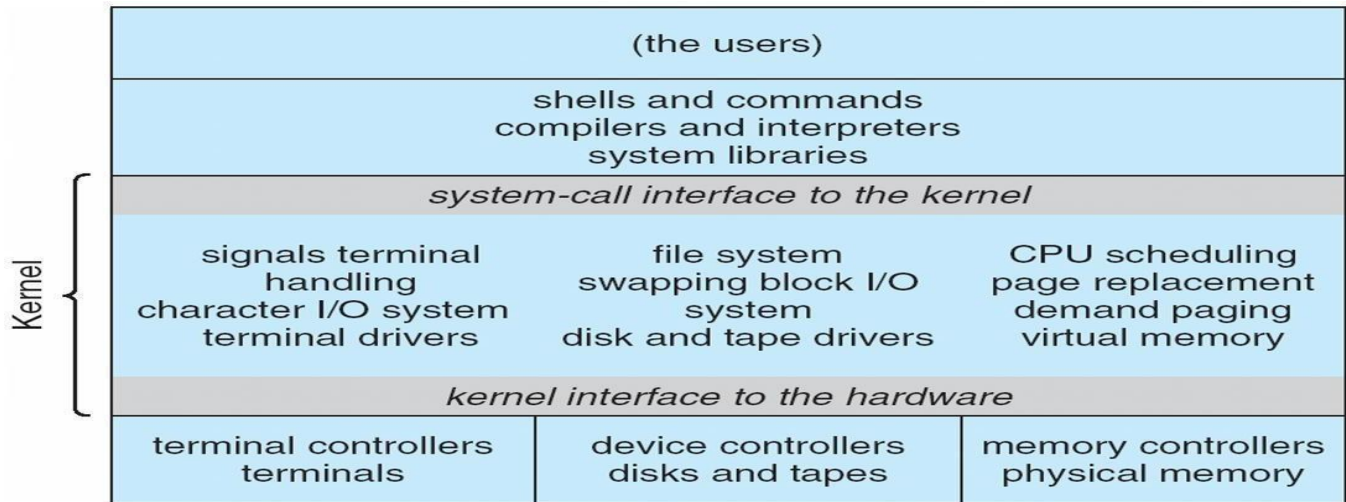 (the users)
shells and commands
compilers and interpreters
system libraries
Kernel
system-call interface to the kernel
signals terminal
handling
character I/O system
terminal drivers
file system
swapping block I/O
system
disk and tape drivers
CPU scheduling
page replacement
demand paging
virtual memory
kernel interface to the hardware
terminal controllers
terminals
device controllers
disks and tapes
memory controllers
physical memory